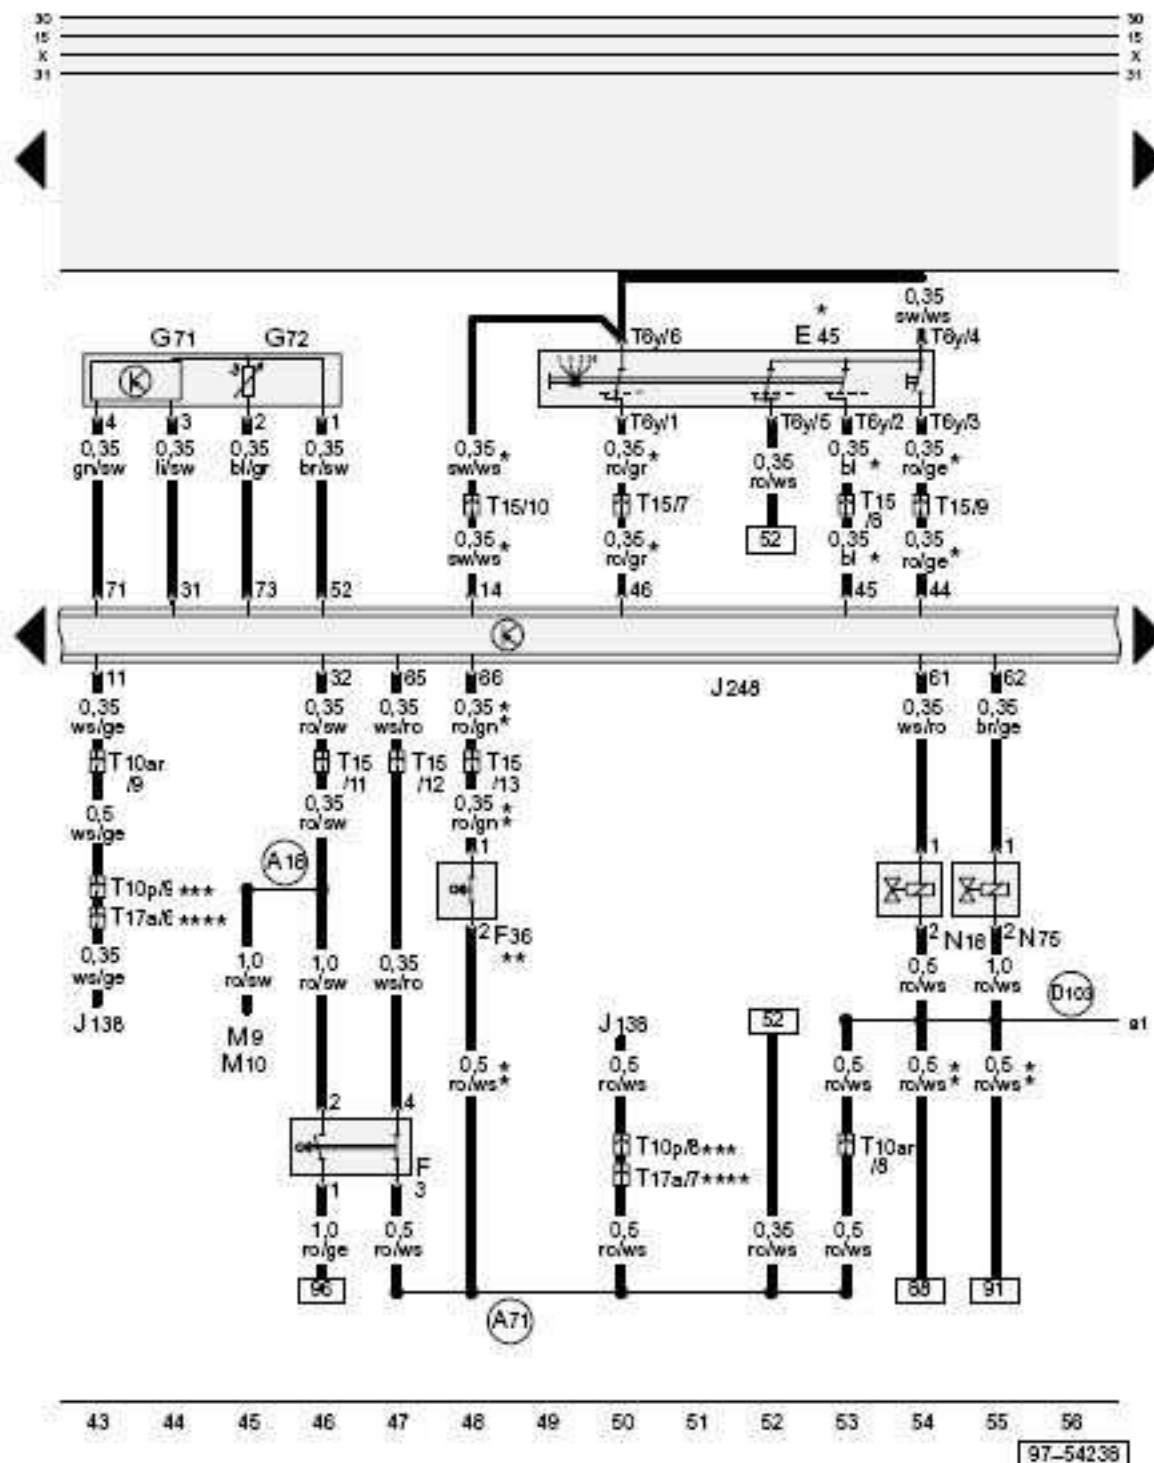 30 30
15 15
X X
31 31
0,35
sw/ws
*
G71 G72 T6y/6 E 45 T6y/4
4 3 2 1 T6y/1 T6y/5 T6y/2 T6y/3
0,35 0,35 0,35 0,35 0,35 0,35 0,35 0,35 0,35
gn/sw li/sw bl/gr br/sw sw/ws* ro/gr* ro/ws bl * ro/ge*
T15/10 T15/7 T15 T15/9
/8
52
0,35 0,35 0,35 0,35
sw/ws* ro/gr* bl * ro/ge*
71 31 73 52 14 46 45 44
11 32 65 66 J248 61 62
0,35 0,35 0,35 0,35* 0,35 0,35
ws/ge ro/sw ws/ro ro/gn* ws/ro br/ge
T10ar T15 T15 T15
/9 /11 /12 /13
0,5 0,35 0,35*
ws/ge ro/sw ro/gn*
A18 1 1 1
T10p/9***
T17a/6****
2 F36 2 N18 2 N75
**
0,35 1,0 1,0 0,35 0,5 1,0
ws/ge ro/sw ro/sw ws/ro ro/ws ro/ws
D103
J138 M9 J138 52 91
M10
0,5* 0,5 0,5 0,5* 0,5*
ro/ws* ro/ws ro/ws ro/ws* ro/ws*
2 4
T10p/8*** T10ar
T17a/7**** /8
F
1 3
1,0 0,5 0,5 0,35 0,5
ro/ge ro/ws ro/ws ro/ws ro/ws
96 88 91
A71
43 44 45 46 47 48 49 50 51 52 53 54 55 56
97-54238